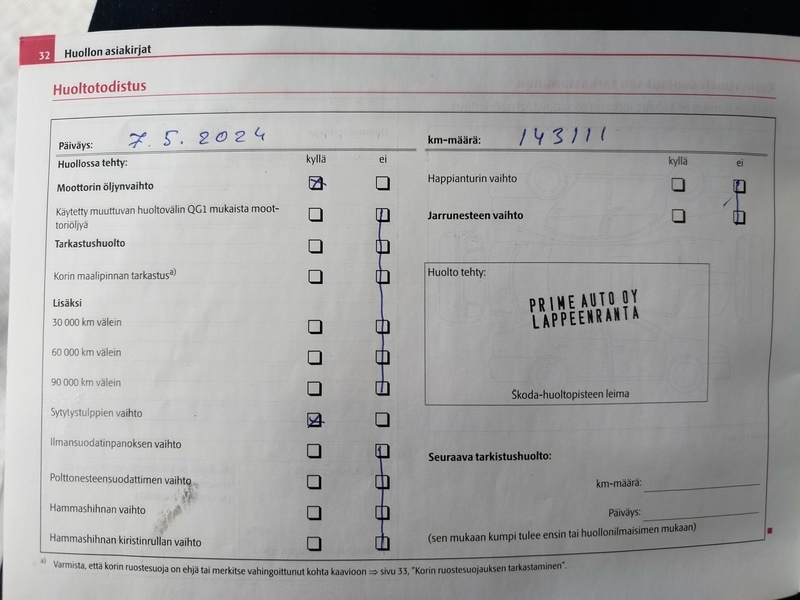 32 Huollon asiakirjat
Huoltotodistus
Päiväys: 7. 5. 2024
Huollossa tehty: kyllä ei
Moottorin öljynvaihto
Käytetty muuttuvan huoltovälin QG1 mukaista moot-
toriöljyä
Tarkastushuolto
Korin maalipinnan tarkastus a)
Lisäksi
30 000 km välein
60 000 km välein
90 000 km välein
Sytytystulppien vaihto
Ilmansuodatinpanoksen vaihto
Polttonesteensuodattimen vaihto
Hammashihnan vaihto
Hammashihnan kiristinrullan vaihto
km-määrä: 143111
kyllä ei
Happianturin vaihto
Jarrunesteen vaihto
Huolto tehty:
PRIME AUTO OY
LAPPEENRANTA
Škoda-huoltopisteen leima
Seuraava tarkistushuolto:
km-määrä:
Päiväys:
(sen mukaan kumpi tulee ensin tai huollonilmaisimen mukaan)
a) Varmista, että korin ruostesuoja on ehjä tai merkitse vahingoittunut kohta kaavioon ⇒ sivu 33, "Korin ruostesuojauksen tarkastaminen".